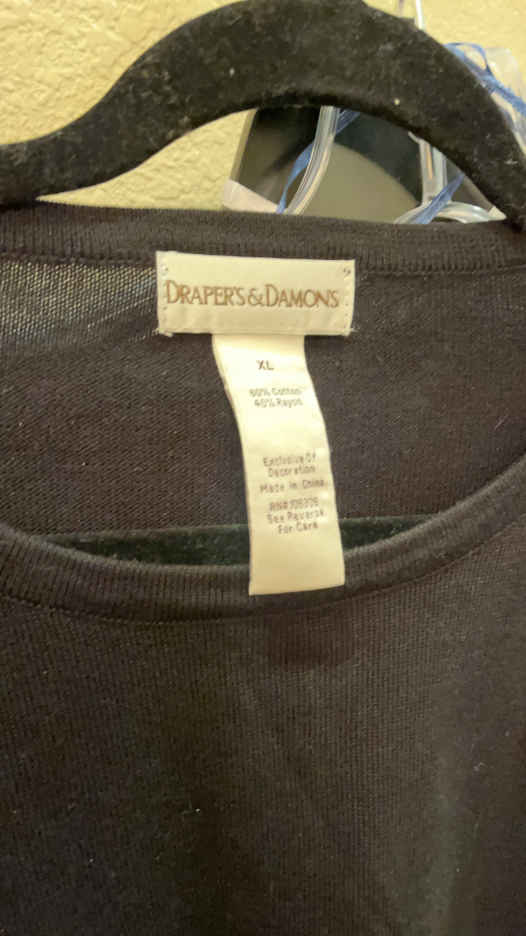 DRAPER'S & DAMON'S
XL
60% Cotton
40% Rayon
Exclusive Of
Decoration
Made in China
See Reverse
For Care